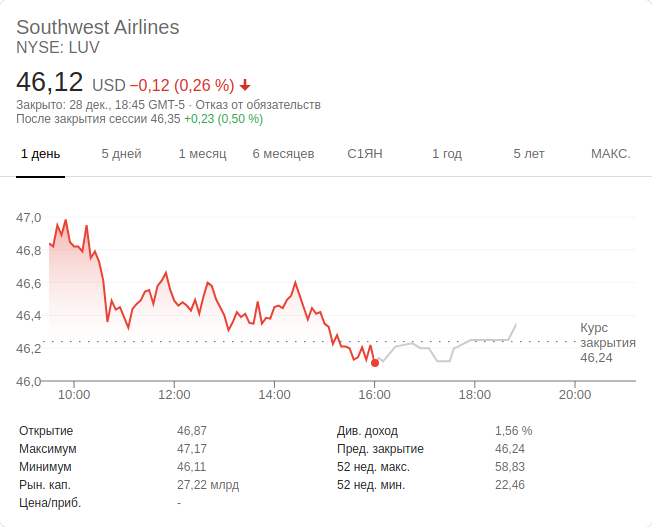 Southwest Airlines
NYSE: LUV
46,12 USD −0,12 (0,26 %)
Закрыто: 28 дек., 18:45 GMT-5 · Отказ от обязательств
После закрытия сессии 46,35 +0,23 (0,50 %)
1 день 5 дней 1 месяц 6 месяцев С1ЯН 1 год 5 лет МАКС.
47,0
46,8
46,6
46,4
Курс
закрытия
46,2
46,24
46,0
10:00 12:00 14:00 16:00 18:00 20:00
Открытие 46,87 Див. доход 1,56 %
Максимум 47,17 Пред. закрытие 46,24
Минимум 46,11 52 нед. макс. 58,83
Рын. кап. 27,22 млрд 52 нед. мин. 22,46
Цена/приб. -